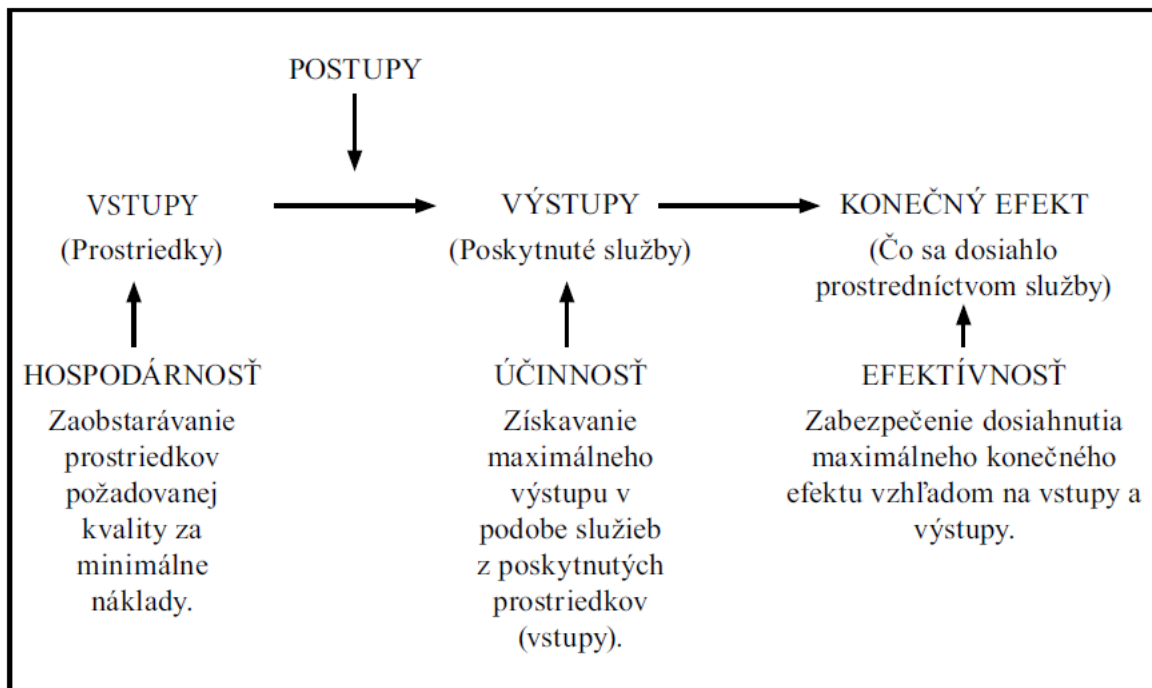 POSTUPY
VSTUPY
(Prostriedky)
VÝSTUPY
(Poskytnuté služby)
KONEČNÝ EFEKT
(Čo sa dosiahlo
prostredníctvom služby)
HOSPODÁRNOSŤ
Zaobstarávanie
prostriedkov
požadovanej
kvality za
minimálne
náklady.
ÚČINNOSŤ
Získavanie
maximálneho
výstupu v
podobe služieb
z poskytnutých
prostriedkov
(vstupy).
EFEKTÍVNOSŤ
Zabezpečenie dosiahnutia
maximálneho konečného
efektu vzhľadom na vstupy a
výstupy.